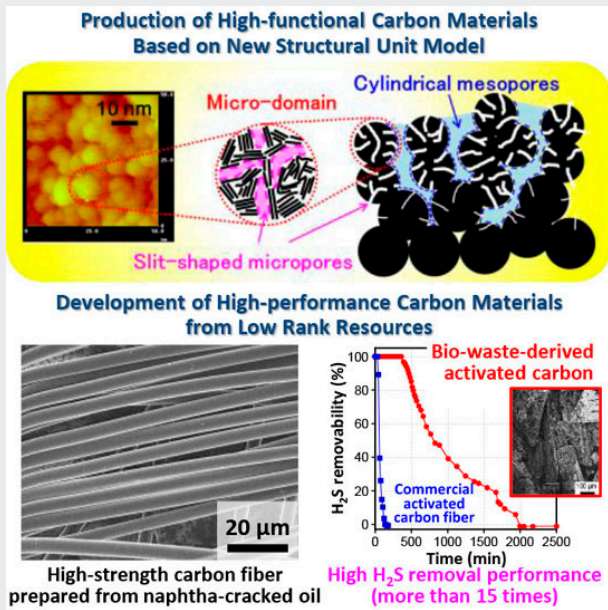 Production of High-functional Carbon Materials
Based on New Structural Unit Model
10 nm
Micro-domain
Cylindrical mesopores
Slit-shaped micropores
Development of High-performance Carbon Materials
from Low Rank Resources
20 μm
High-strength carbon fiber
prepared from naphtha-cracked oil
H₂S removability (%)
100
80
60
40
20
0
0 500 1000 1500 2000 2500
Time (min)
Bio-waste-derived
activated carbon
100 μm
Commercial
activated
carbon fiber
High H₂S removal performance
(more than 15 times)